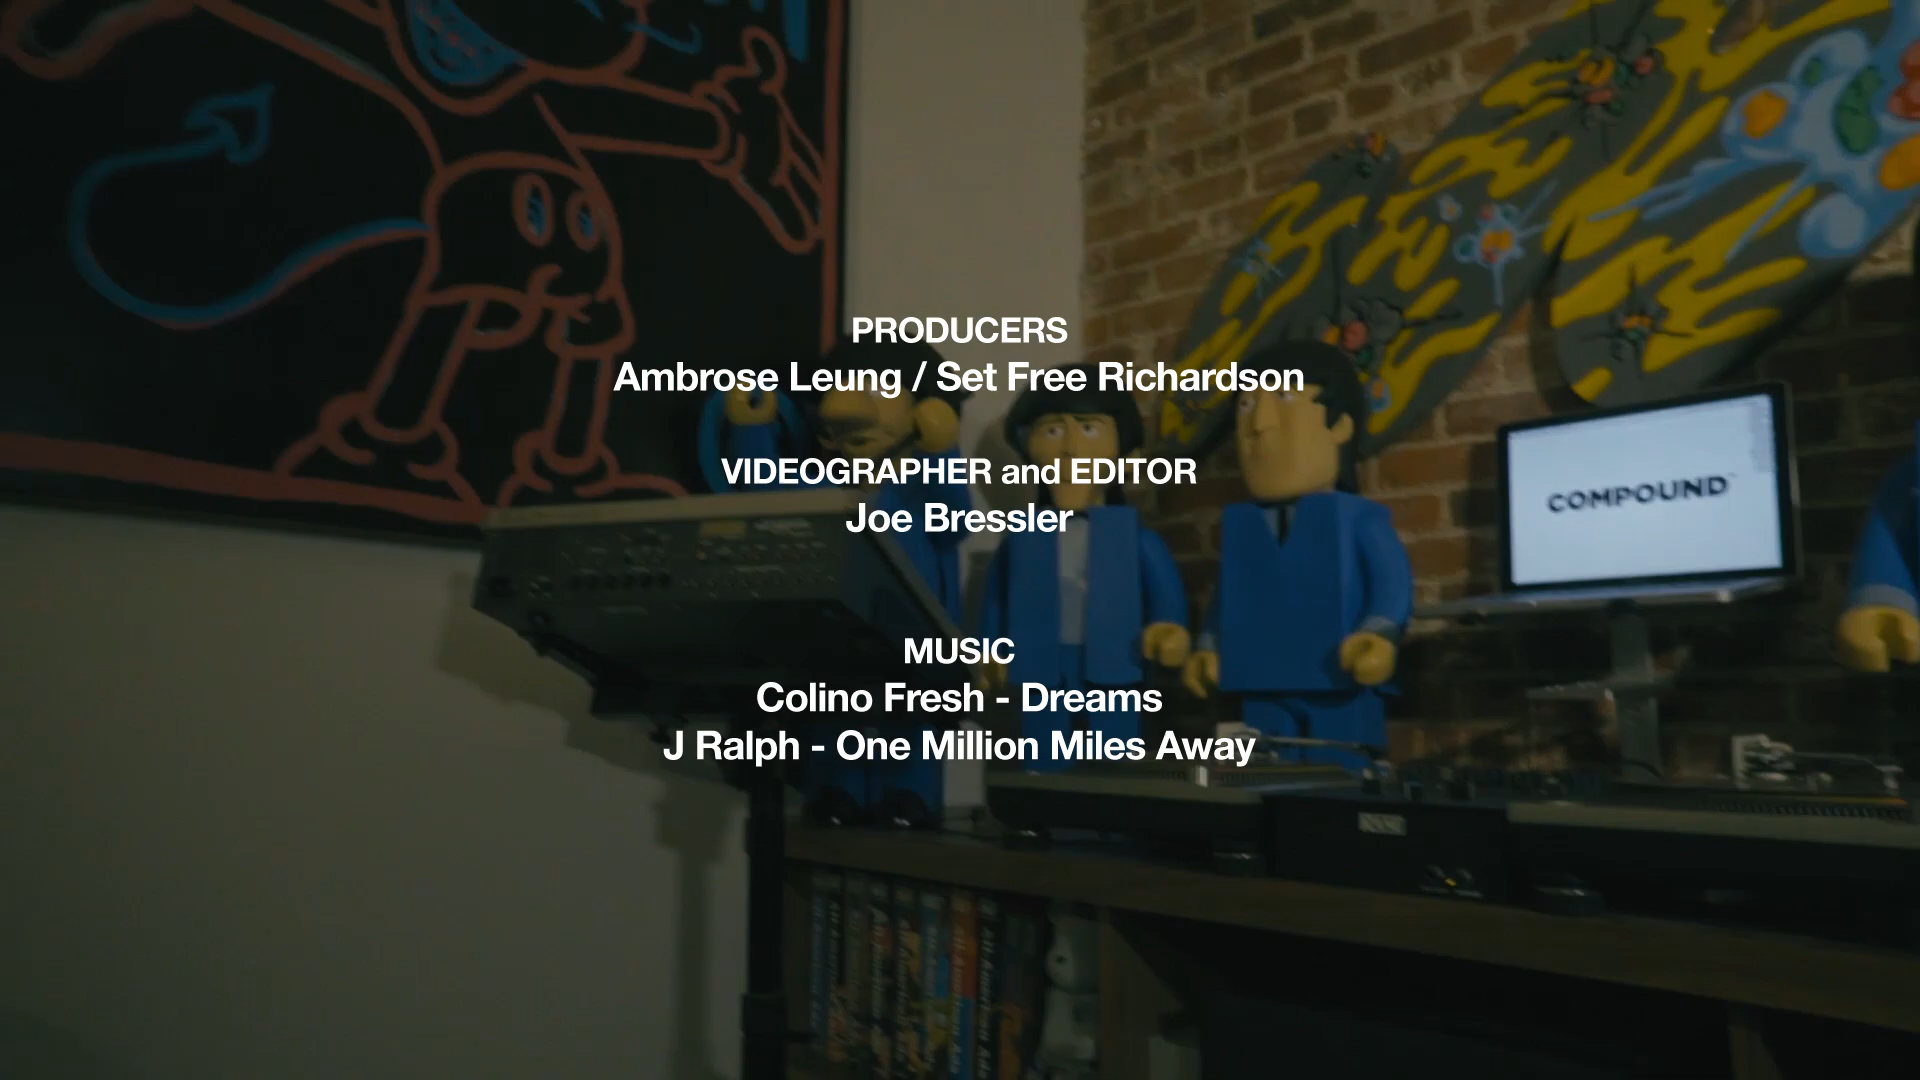 PRODUCERS
Ambrose Leung / Set Free Richardson
VIDEOGRAPHER and EDITOR
Joe Bressler
COMPOUND
MUSIC
Colino Fresh - Dreams
J Ralph - One Million Miles Away